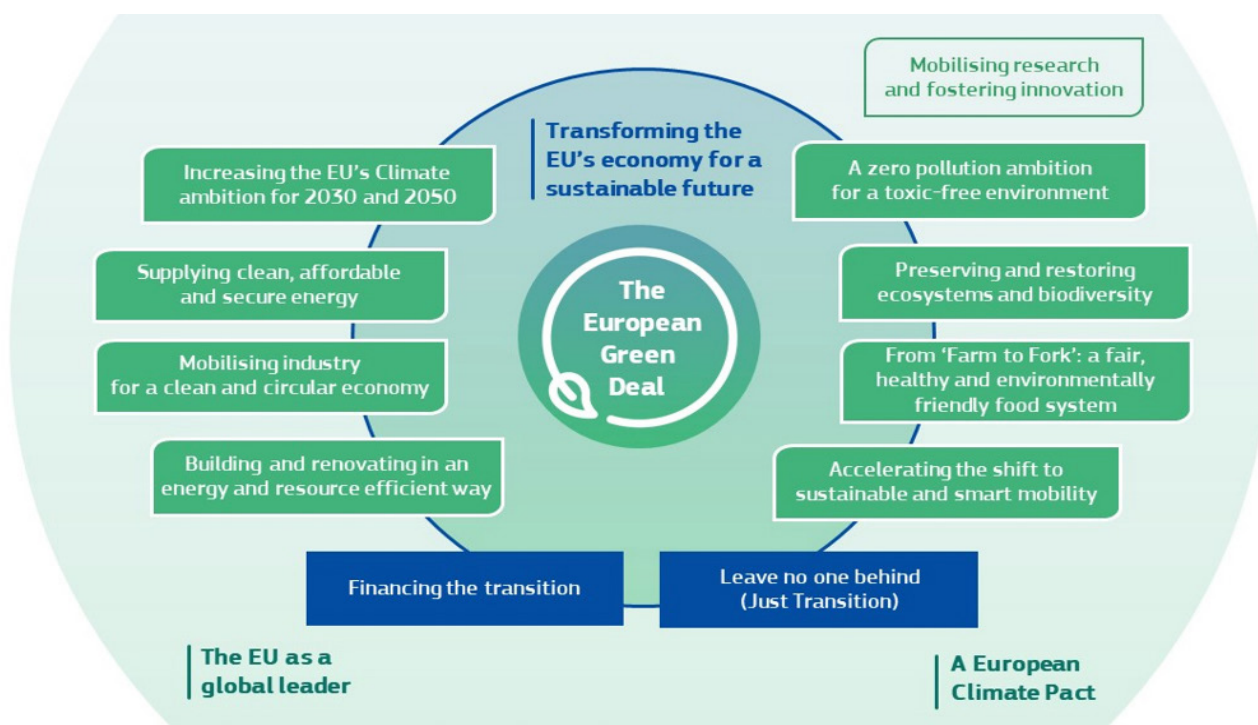 Mobilising research
and fostering innovation
Transforming the
EU's economy for a
sustainable future
Increasing the EU's Climate
ambition for 2030 and 2050
A zero pollution ambition
for a toxic-free environment
Supplying clean, affordable
and secure energy
Preserving and restoring
ecosystems and biodiversity
The
European
Green
Deal
Mobilising industry
for a clean and circular economy
From ‘Farm to Fork’: a fair,
healthy and environmentally
friendly food system
Building and renovating in an
energy and resource efficient way
Accelerating the shift to
sustainable and smart mobility
Financing the transition
Leave no one behind
(Just Transition)
The EU as a
global leader
A European
Climate Pact